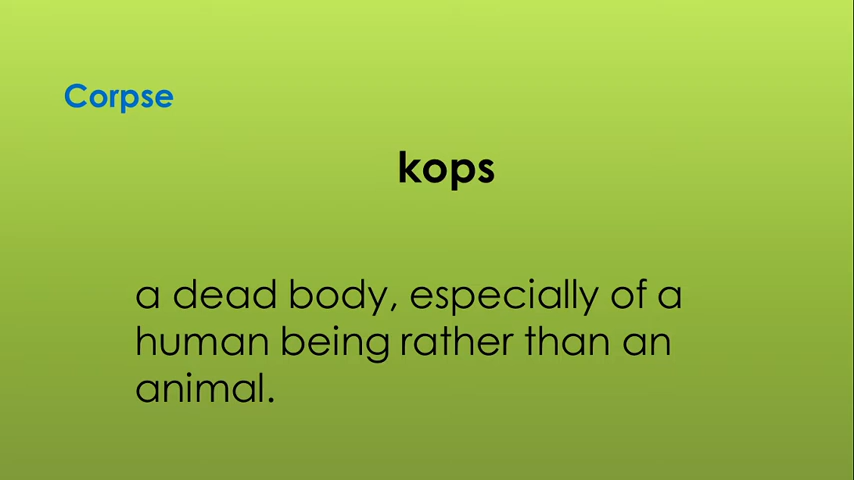 Corpse
kops
a dead body, especially of a
human being rather than an
animal.